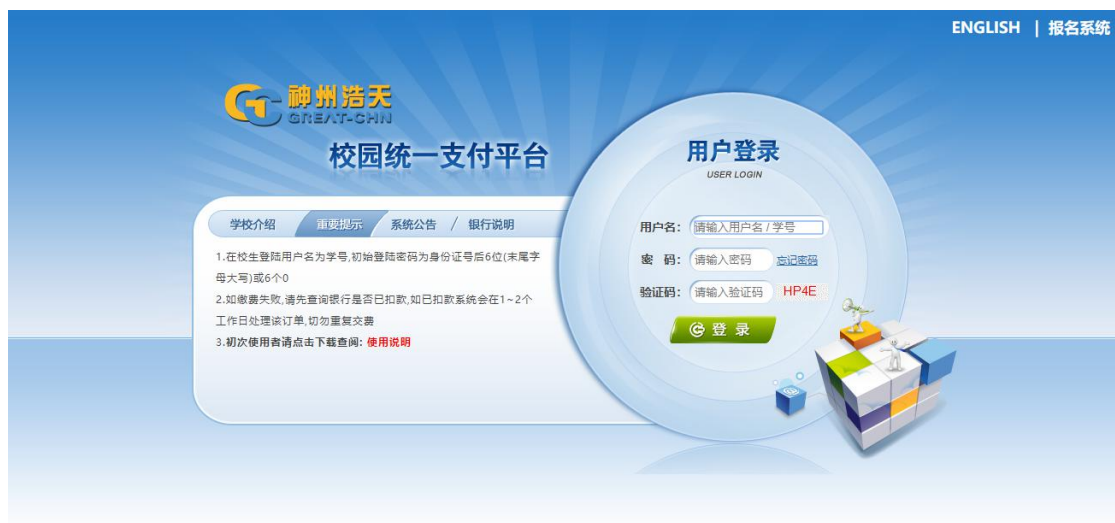 ENGLISH | 报名系统
神州浩天
GREAT-CHN
校园统一支付平台
学校介绍 重要提示 系统公告 / 银行说明
1.在校生登陆用户名为学号,初始登陆密码为身份证号后6位(末尾字
母大写)或6个0
2.如缴费失败,请先查询银行是否已扣款,如已扣款系统会在1~2个
工作日处理该订单,切勿重复交费
3.初次使用者请点击下载查阅: 使用说明
用户登录
USER LOGIN
用户名: 请输入用户名 / 学号
密 码: 请输入密码 忘记密码
验证码: 请输入验证码 HP4E
登 录